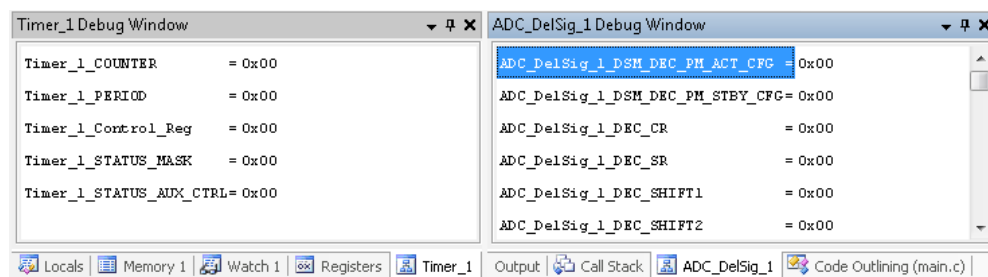 Timer_1 Debug Window
Timer_1_COUNTER = 0x00
Timer_1_PERIOD = 0x00
Timer_1_Control_Reg = 0x00
Timer_1_STATUS_MASK = 0x00
Timer_1_STATUS_AUX_CTRL= 0x00
Locals Memory 1 Watch 1 Registers Timer_1
ADC_DelSig_1 Debug Window
ADC_DelSig_1_DSM_DEC_PM_ACT_CFG = 0x00
ADC_DelSig_1_DSM_DEC_PM_STBY_CFG= 0x00
ADC_DelSig_1_DEC_CR = 0x00
ADC_DelSig_1_DEC_SR = 0x00
ADC_DelSig_1_DEC_SHIFT1 = 0x00
ADC_DelSig_1_DEC_SHIFT2 = 0x00
Output Call Stack ADC_DelSig_1 Code Outlining (main.c)